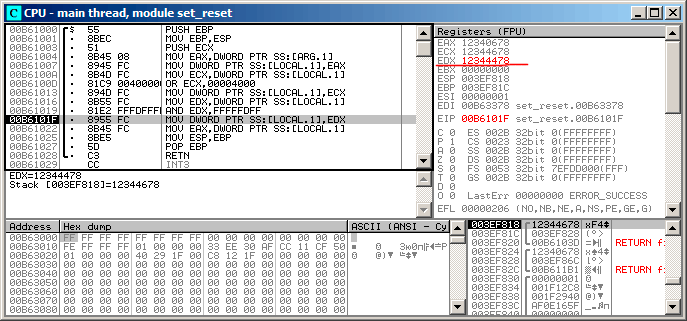 CPU - main thread, module set_reset
00B61000 $ 55 PUSH EBP
00B61001 · 8BEC MOV EBP,ESP
00B61003 · 51 PUSH ECX
00B61004 · 8B45 08 MOV EAX,DWORD PTR SS:[ARG.1]
00B61007 · 8945 FC MOV DWORD PTR SS:[LOCAL.1],EAX
00B6100A · 8B4D FC MOV ECX,DWORD PTR SS:[LOCAL.1]
00B6100D · 81C9 00400000 OR ECX,00004000
00B61013 · 894D FC MOV DWORD PTR SS:[LOCAL.1],ECX
00B61016 · 8B55 FC MOV EDX,DWORD PTR SS:[LOCAL.1]
00B61019 · 81E2 FFFDFFFF AND EDX,FFFFFDFF
00B6101F · 8955 FC MOV DWORD PTR SS:[LOCAL.1],EDX
00B61022 · 8B45 FC MOV EAX,DWORD PTR SS:[LOCAL.1]
00B61025 · 8BE5 MOV ESP,EBP
00B61027 · 5D POP EBP
00B61028 · C3 RETN
00B61029 CC INT3
EDX=12344478
Stack [003EF818]=12344678
Registers (FPU)
EAX 12340678
ECX 12344678
EDX 12344478
EBX 00000000
ESP 003EF818
EBP 003EF81C
ESI 00000001
EDI 00B63378 set_reset.00B63378
EIP 00B6101F set_reset.00B6101F
C 0 ES 002B 32bit 0(FFFFFFFF)
P 1 CS 0023 32bit 0(FFFFFFFF)
A 0 SS 002B 32bit 0(FFFFFFFF)
Z 0 DS 002B 32bit 0(FFFFFFFF)
S 0 FS 0053 32bit 7EFDD000(FFF)
T 0 GS 002B 32bit 0(FFFFFFFF)
D 0
O 0 LastErr 00000000 ERROR_SUCCESS
EFL 00000206 (NO,NB,NE,A,NS,PE,GE,G)
Address Hex dump ASCII (ANSI - Cy
00B63000 FF FF FF FF FF FF FF FF 00 00 00 00 00 00 00 00
00B63010 FF FF FF FF 01 00 00 00 33 EE 30 AF CC 11 CF 50
00B63020 01 00 00 00 40 29 1F 00 C8 12 1F 00 00 00 00 00
00B63030 00 00 00 00 00 00 00 00 00 00 00 00 00 00 00 00
00B63040 00 00 00 00 00 00 00 00 00 00 00 00 00 00 00 00
00B63050 00 00 00 00 00 00 00 00 00 00 00 00 00 00 00 00
00B63060 00 00 00 00 00 00 00 00 00 00 00 00 00 00 00 00
00B63070 00 00 00 00 00 00 00 00 00 00 00 00 00 00 00 00
00B63080 00 00 00 00 00 00 00 00 00 00 00 00 00 00 00 00
003EF818 12344678 xF4
003EF81C 003EF828
003EF820 00B6103D RETURN f
003EF824 12340678
003EF828 003EF86C
003EF82C 00B611B1 RETURN f
003EF830 00000001
003EF834 001F12C8
003EF838 001F2940
003EF83C AF0E165F